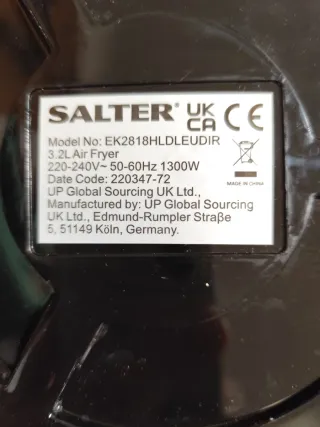 SALTER® UK CA CE
Model No: EK2818HLDLEUDIR
3.2L Air Fryer
220-240V~ 50-60Hz 1300W
Date Code: 220347-72
MADE IN CHINA
UP Global Sourcing UK Ltd.,
Manufactured by: UP Global Sourcing
UK Ltd., Edmund-Rumpler Straβe
5, 51149 Köln, Germany.